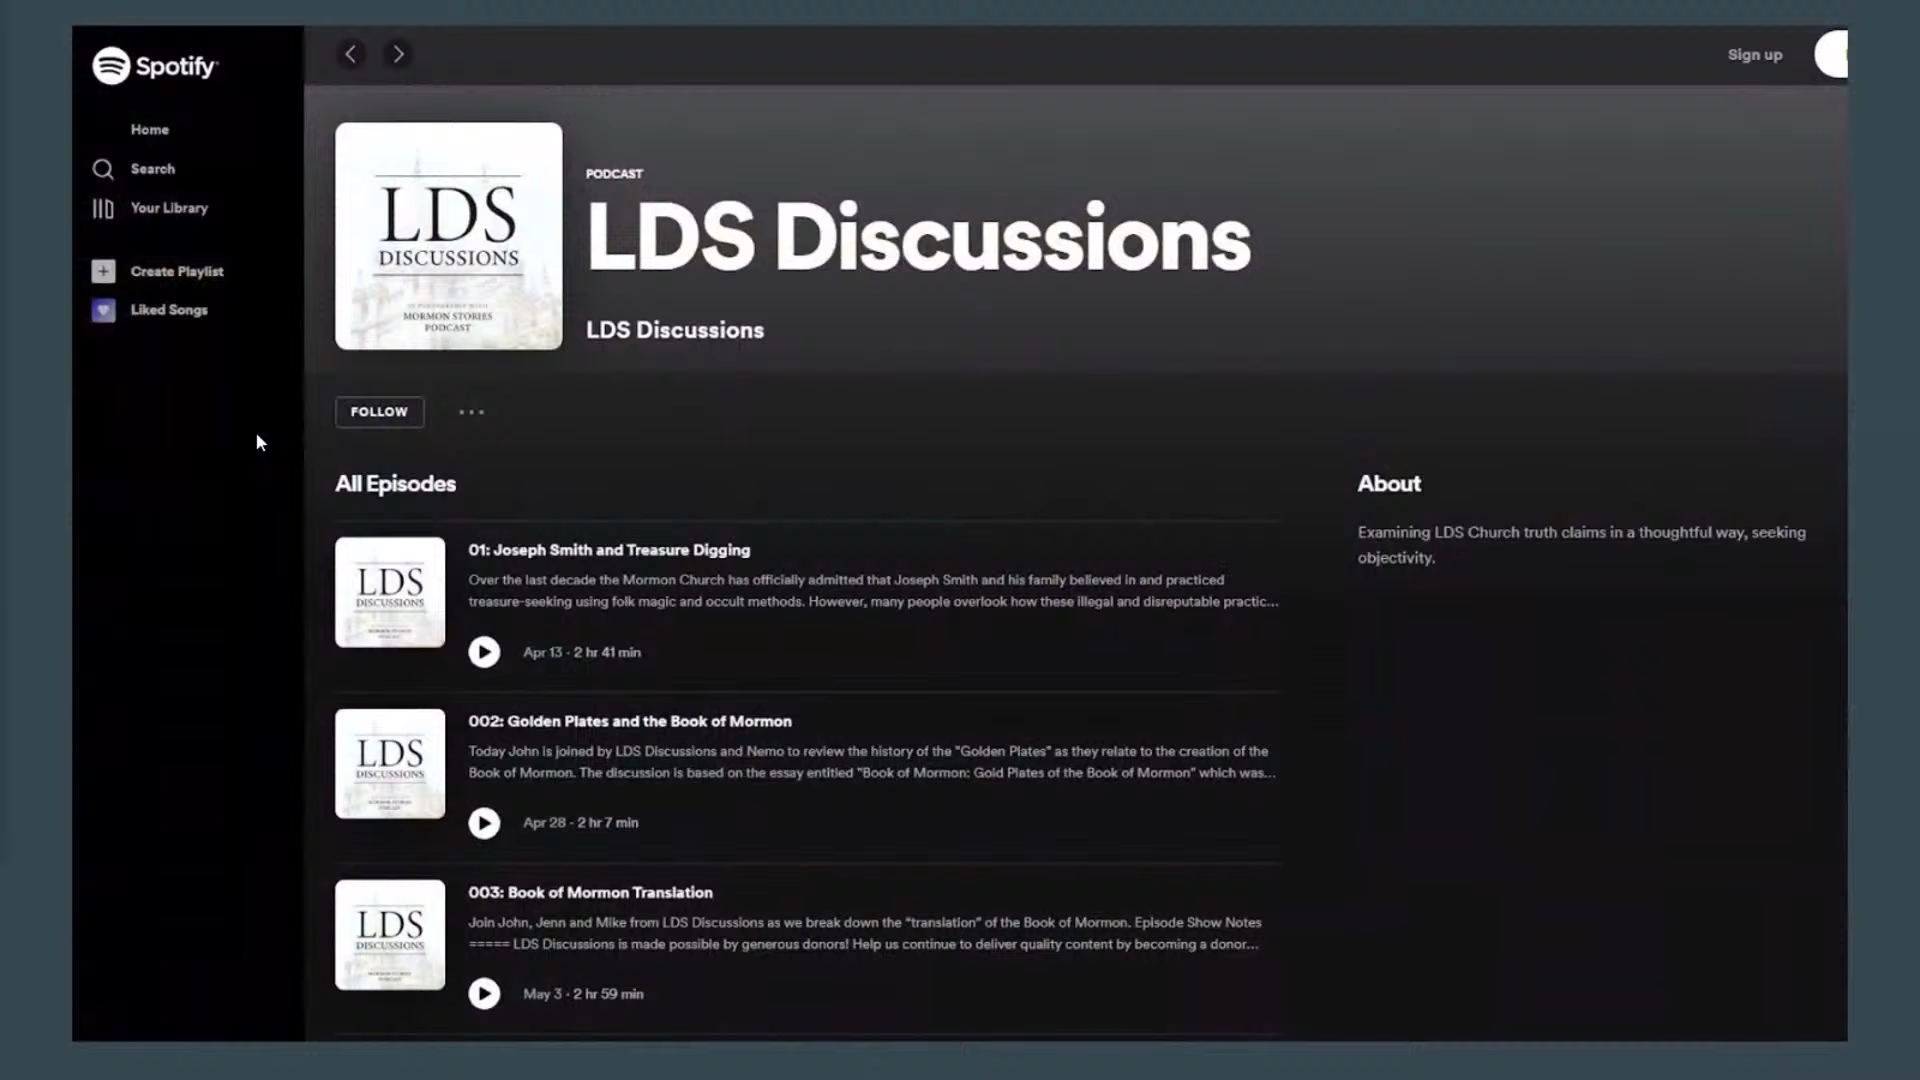 Spotify
Home
Search
Your Library
Create Playlist
Liked Songs
Sign up
LDS
DISCUSSIONS
IN PARTNERSHIP WITH
MORMON STORIES
PODCAST
PODCAST
LDS Discussions
LDS Discussions
FOLLOW
All Episodes
LDS
DISCUSSIONS
01: Joseph Smith and Treasure Digging
Over the last decade the Mormon Church has officially admitted that Joseph Smith and his family believed in and practiced
treasure-seeking using folk magic and occult methods. However, many people overlook how these illegal and disreputable practic...
Apr 13 · 2 hr 41 min
LDS
DISCUSSIONS
002: Golden Plates and the Book of Mormon
Today John is joined by LDS Discussions and Nemo to review the history of the "Golden Plates" as they relate to the creation of the
Book of Mormon. The discussion is based on the essay entitled "Book of Mormon: Gold Plates of the Book of Mormon" which was...
Apr 28 · 2 hr 7 min
LDS
DISCUSSIONS
003: Book of Mormon Translation
Join John, Jenn and Mike from LDS Discussions as we break down the “translation” of the Book of Mormon. Episode Show Notes
===== LDS Discussions is made possible by generous donors! Help us continue to deliver quality content by becoming a donor...
May 3 · 2 hr 59 min
About
Examining LDS Church truth claims in a thoughtful way, seeking
objectivity.